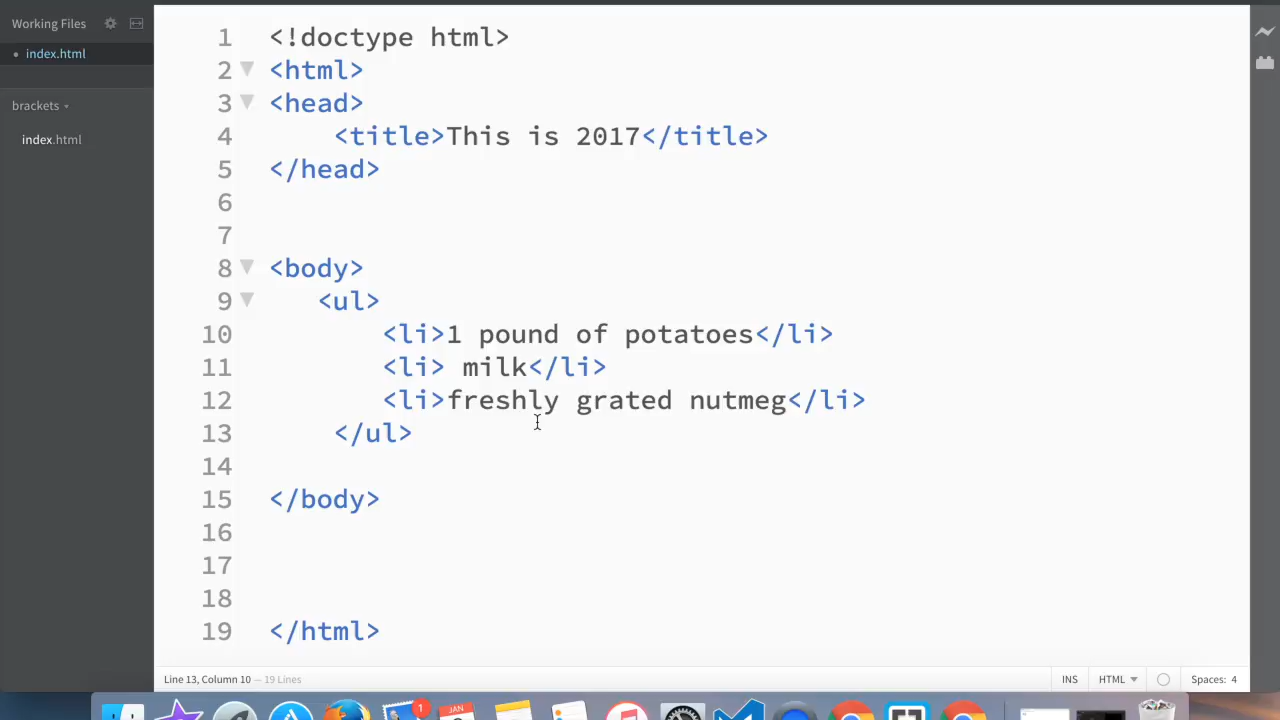 Working Files
index.html
brackets
index.html
1 <!doctype html>
2 <html>
3 <head>
4 <title>This is 2017</title>
5 </head>
6
7
8 <body>
9 <ul>
10 <li>1 pound of potatoes</li>
11 <li> milk</li>
12 <li>freshly grated nutmeg</li>
13 </ul>
14
15 </body>
16
17
18
19 </html>
Line 13, Column 10 — 19 Lines
INS
HTML
Spaces: 4
1
JAN